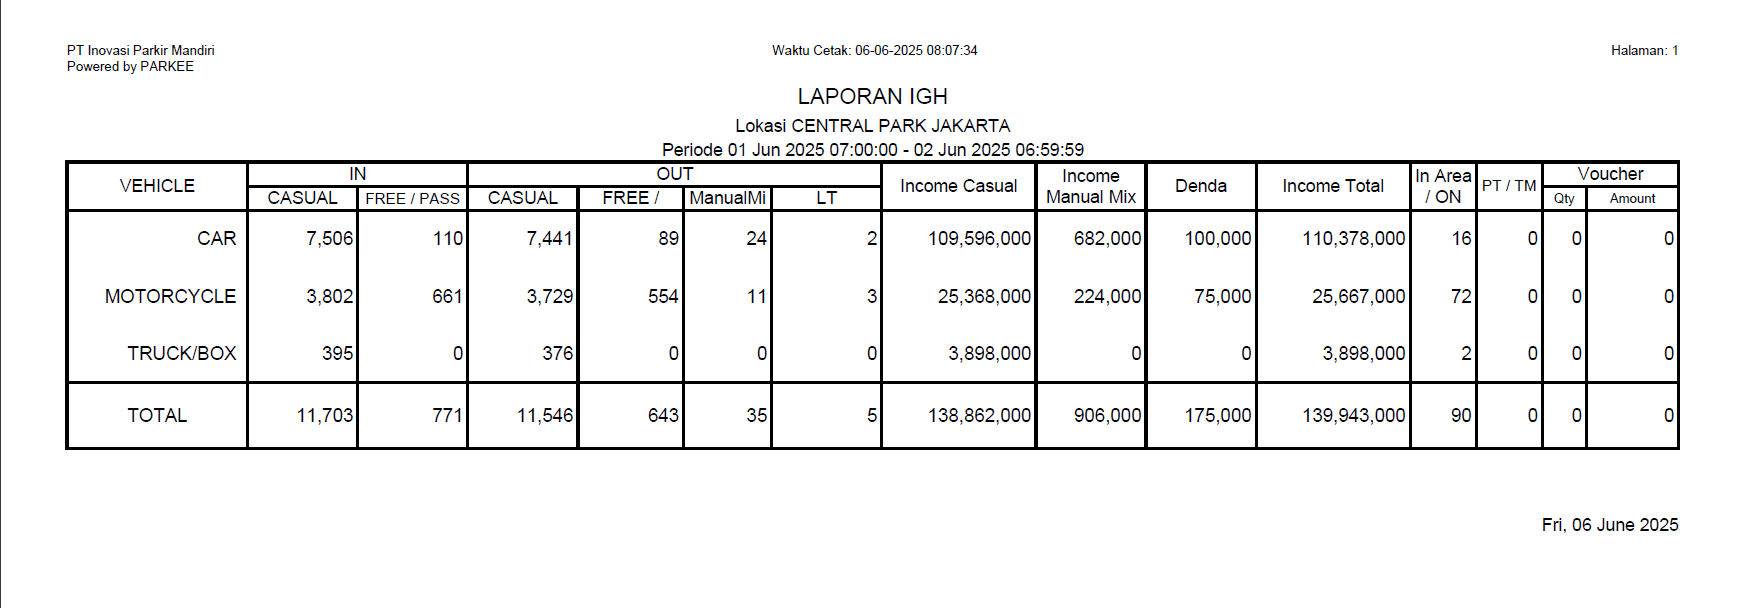 PT Inovasi Parkir Mandiri
Powered by PARKEE
Waktu Cetak: 06-06-2025 08:07:34
Halaman: 1
LAPORAN IGH
Lokasi CENTRAL PARK JAKARTA
Periode 01 Jun 2025 07:00:00 - 02 Jun 2025 06:59:59
VEHICLE IN OUT Income Casual Income Manual Mix Denda Income Total In Area / ON PT / TM Voucher
CASUAL FREE / PASS CASUAL FREE / ManualMi LT Qty Amount
CAR 7,506 110 7,441 89 24 2 109,596,000 682,000 100,000 110,378,000 16 0 0 0
MOTORCYCLE 3,802 661 3,729 554 11 3 25,368,000 224,000 75,000 25,667,000 72 0 0 0
TRUCK/BOX 395 0 376 0 0 0 3,898,000 0 0 3,898,000 2 0 0 0
TOTAL 11,703 771 11,546 643 35 5 138,862,000 906,000 175,000 139,943,000 90 0 0 0
Fri, 06 June 2025